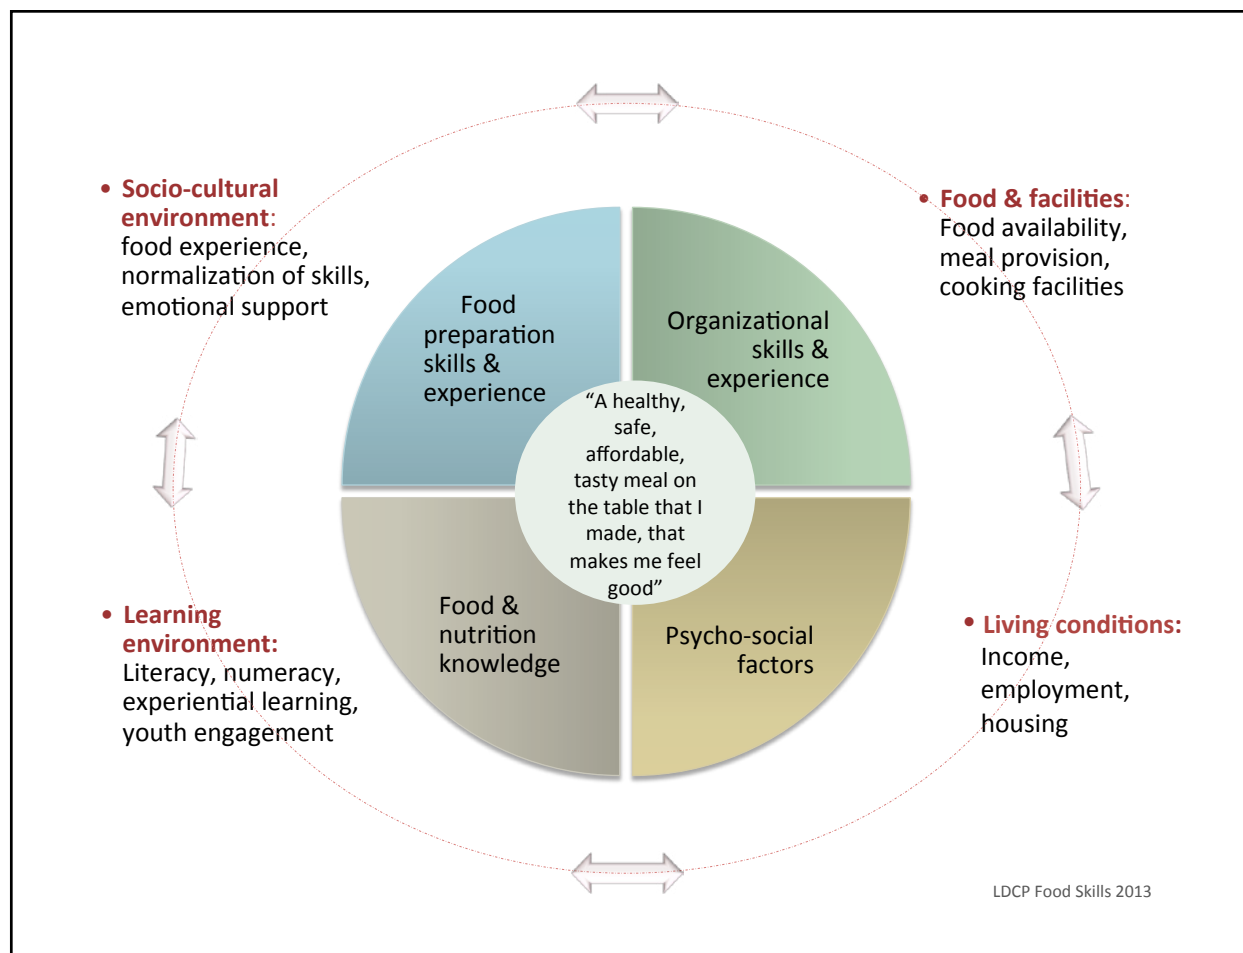 • Socio-cultural
environment:
food experience,
normalization of skills,
emotional support
• Food & facilities:
Food availability,
meal provision,
cooking facilities
Food
preparation
skills &
experience
Organizational
skills &
experience
“A healthy,
safe,
affordable,
tasty meal on
the table that I
made, that
makes me feel
good”
Food &
nutrition
knowledge
Psycho-social
factors
• Learning
environment:
Literacy, numeracy,
experiential learning,
youth engagement
• Living conditions:
Income,
employment,
housing
LDCP Food Skills 2013